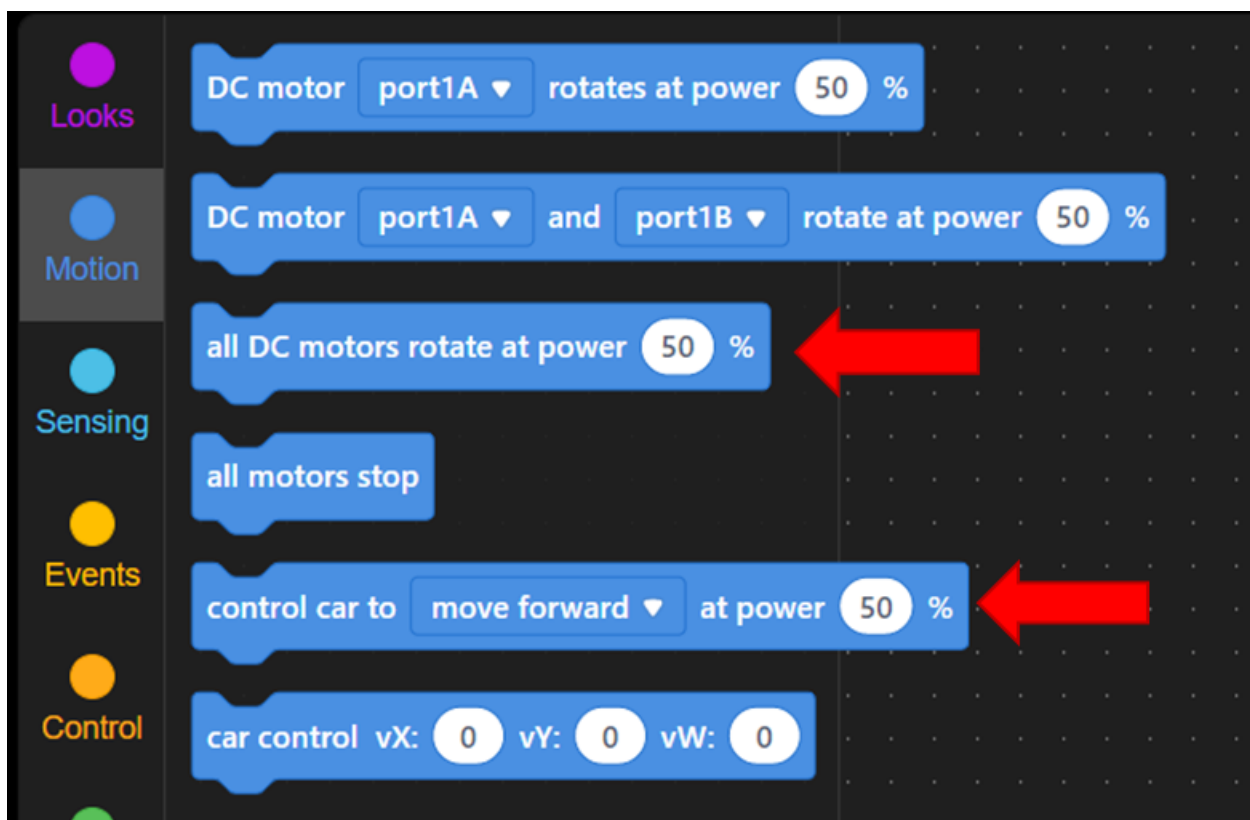 Looks
Motion
Sensing
Events
Control
DC motor port1A rotates at power 50 %
DC motor port1A and port1B rotate at power 50 %
all DC motors rotate at power 50 %
all motors stop
control car to move forward at power 50 %
car control vX: 0 vY: 0 vW: 0